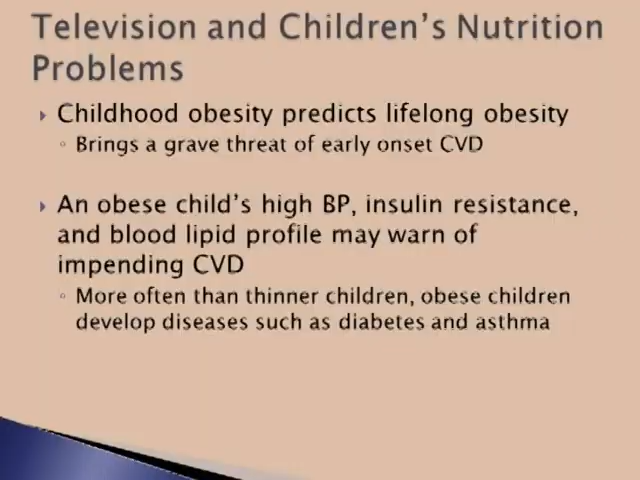 Television and Children's Nutrition
Problems
Childhood obesity predicts lifelong obesity
Brings a grave threat of early onset CVD
An obese child's high BP, insulin resistance,
and blood lipid profile may warn of
impending CVD
More often than thinner children, obese children
develop diseases such as diabetes and asthma